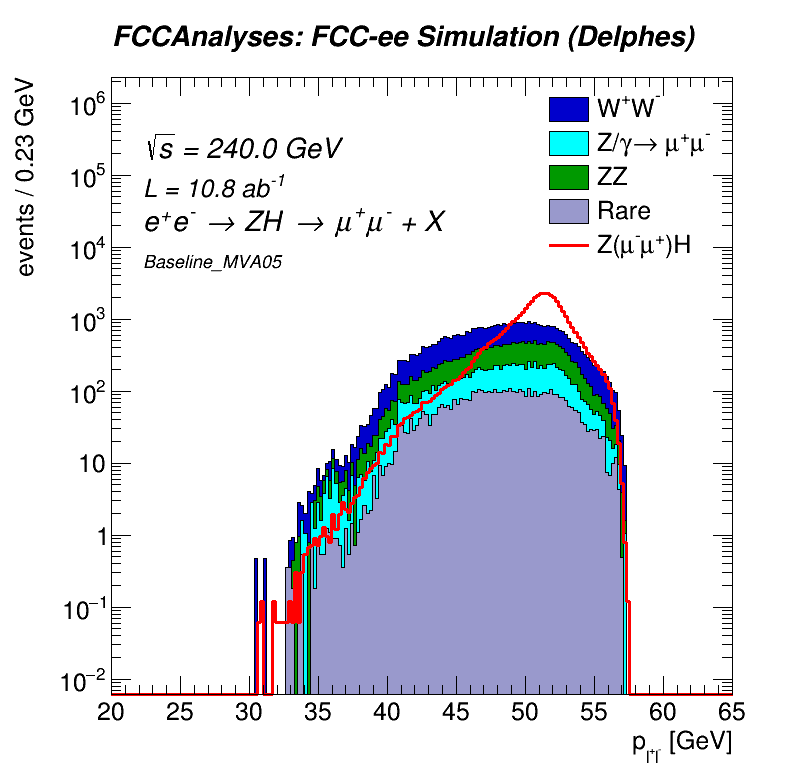 FCCAnalyses: FCC-ee Simulation (Delphes)
events / 0.23 GeV
10⁶
10⁵
10⁴
10³
10²
10
1
10⁻¹
10⁻²
√s = 240.0 GeV
L = 10.8 ab⁻¹
e⁺e⁻ → ZH → μ⁺μ⁻ + X
Baseline_MVA05
W⁺W⁻
Z/γ→ μ⁺μ⁻
ZZ
Rare
Z(μ⁻μ⁺)H
20 25 30 35 40 45 50 55 60 65
p_l⁺l⁻ [GeV]